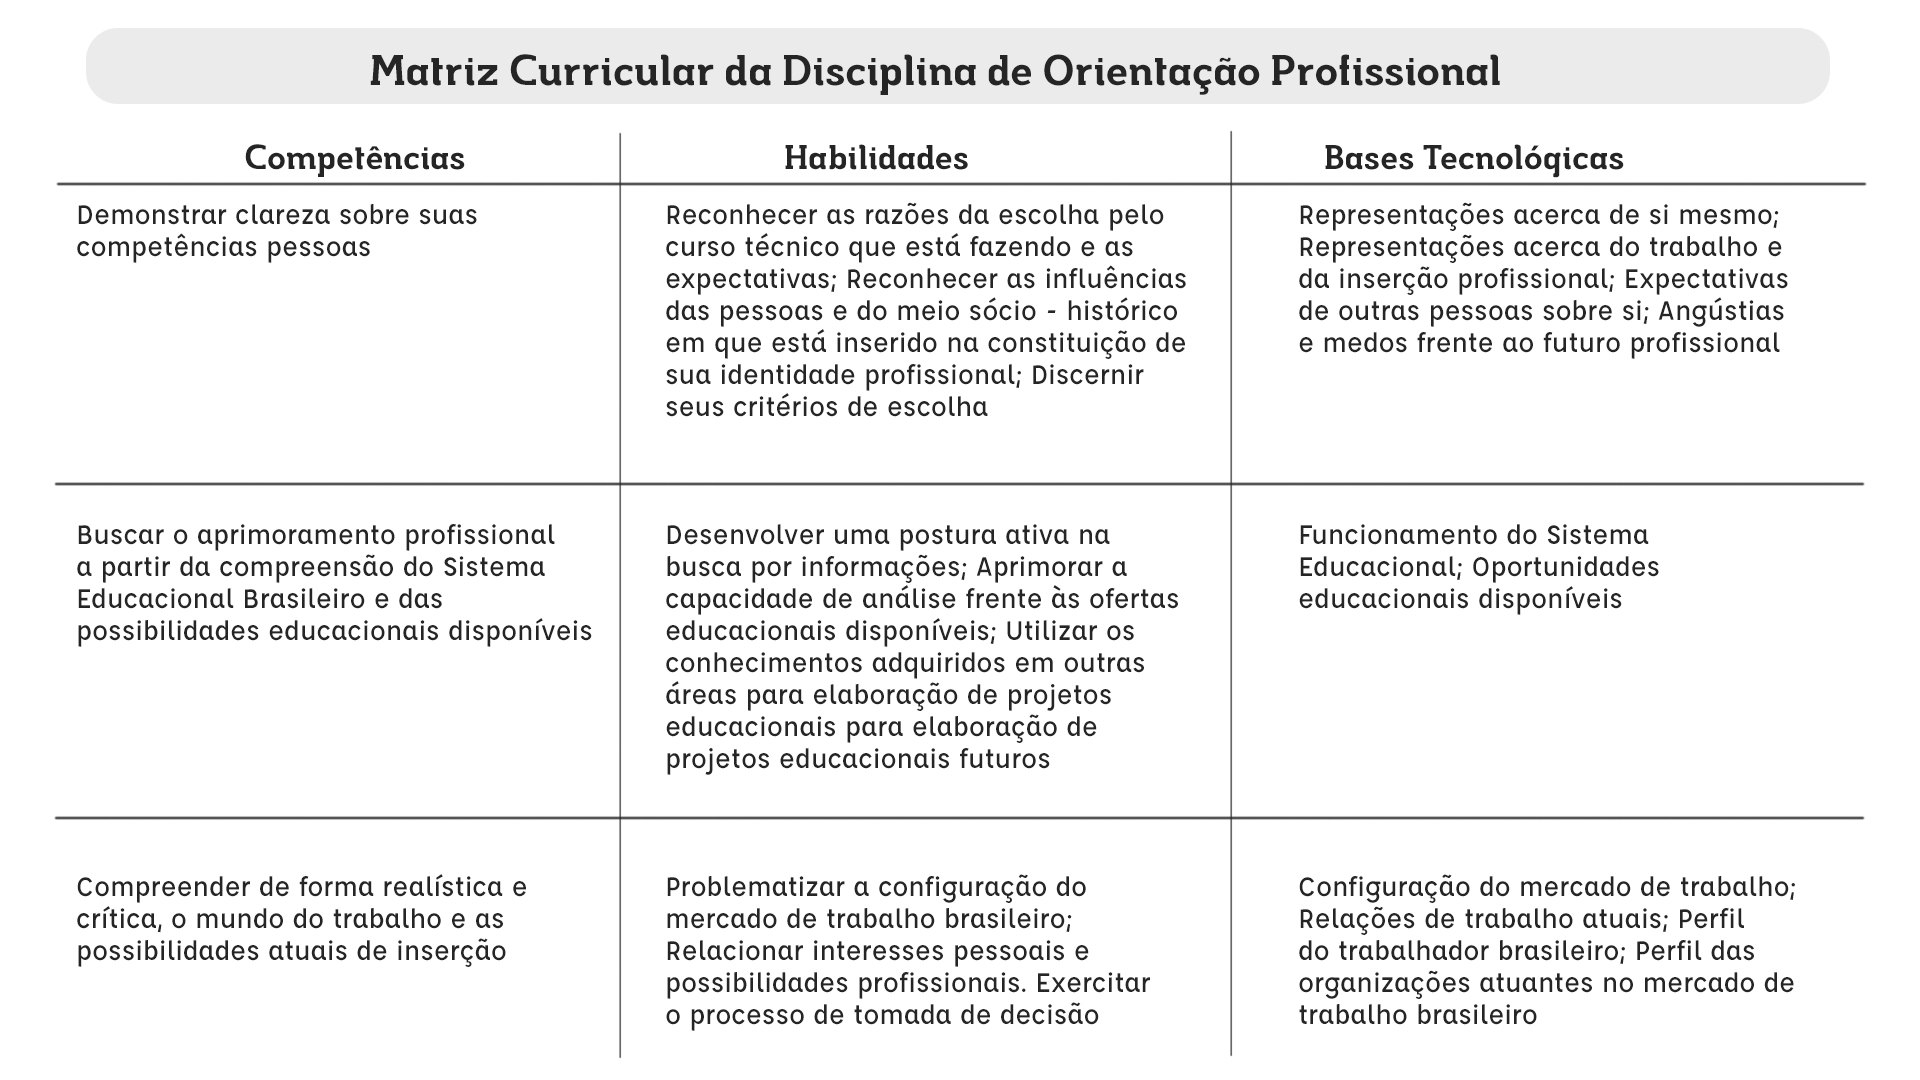 Matriz Curricular da Disciplina de Orientação Profissional
Competências
Habilidades
Bases Tecnológicas
Demonstrar clareza sobre suas
competências pessoas
Reconhecer as razões da escolha pelo
curso técnico que está fazendo e as
expectativas; Reconhecer as influências
das pessoas e do meio sócio - histórico
em que está inserido na constituição de
sua identidade profissional; Discernir
seus critérios de escolha
Representações acerca de si mesmo;
Representações acerca do trabalho e
da inserção profissional; Expectativas
de outras pessoas sobre si; Angústias
e medos frente ao futuro profissional
Buscar o aprimoramento profissional
a partir da compreensão do Sistema
Educacional Brasileiro e das
possibilidades educacionais disponíveis
Desenvolver uma postura ativa na
busca por informações; Aprimorar a
capacidade de análise frente às ofertas
educacionais disponíveis; Utilizar os
conhecimentos adquiridos em outras
áreas para elaboração de projetos
educacionais para elaboração de
projetos educacionais futuros
Funcionamento do Sistema
Educacional; Oportunidades
educacionais disponíveis
Compreender de forma realística e
crítica, o mundo do trabalho e as
possibilidades atuais de inserção
Problematizar a configuração do
mercado de trabalho brasileiro;
Relacionar interesses pessoais e
possibilidades profissionais. Exercitar
o processo de tomada de decisão
Configuração do mercado de trabalho;
Relações de trabalho atuais; Perfil
do trabalhador brasileiro; Perfil das
organizações atuantes no mercado de
trabalho brasileiro